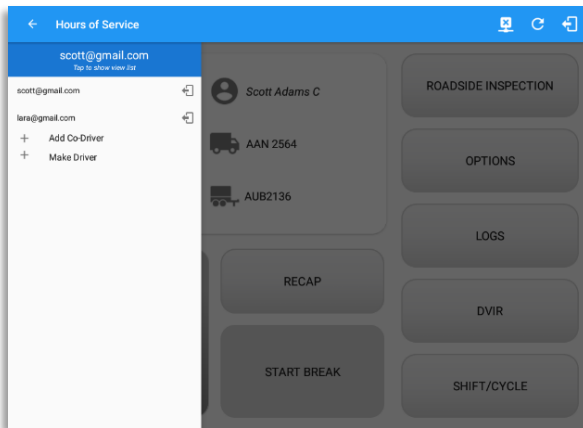 Hours of Service
scott@gmail.com
Tap to show view list
scott@gmail.com
lara@gmail.com
+ Add Co-Driver
+ Make Driver
Scott Adams C
AAN 2564
AUB2136
RECAP
START BREAK
ROADSIDE INSPECTION
OPTIONS
LOGS
DVIR
SHIFT/CYCLE